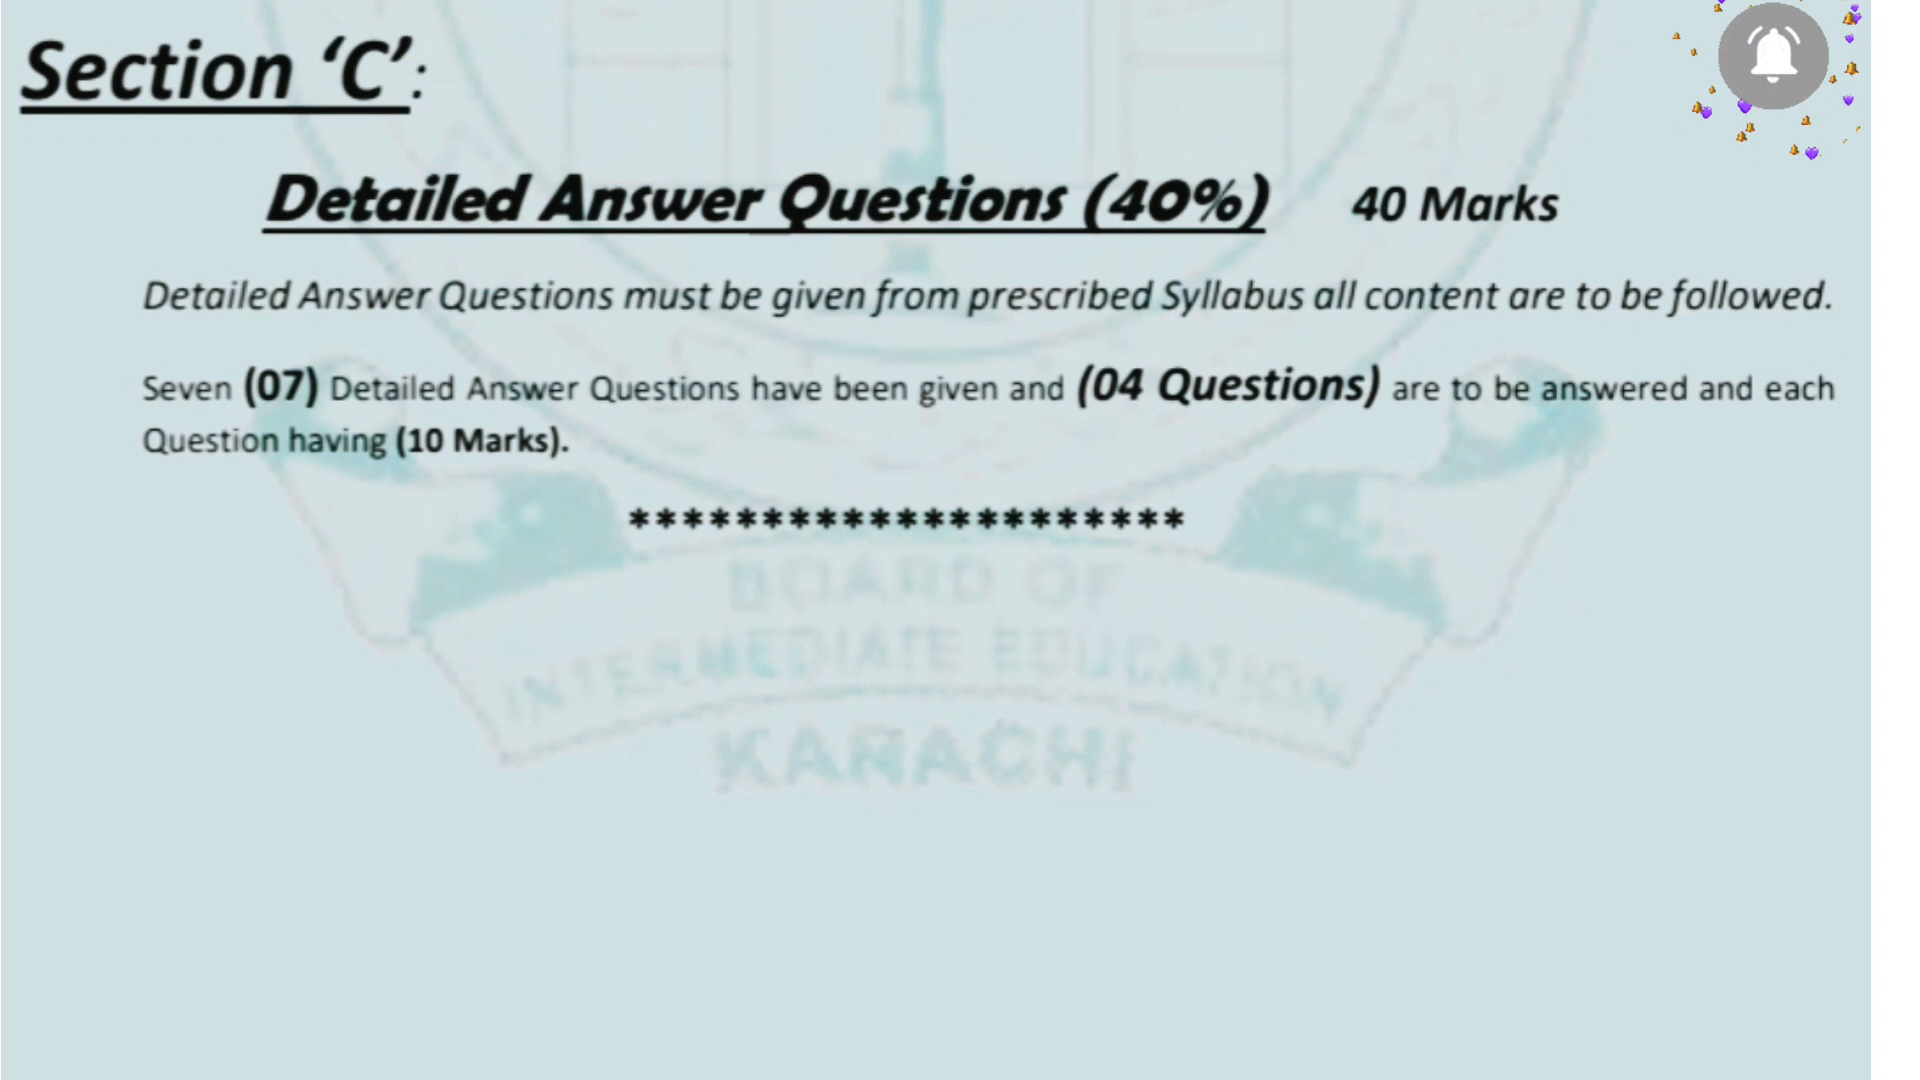 Section ‘C’:
Detailed Answer Questions (40%) 40 Marks
Detailed Answer Questions must be given from prescribed Syllabus all content are to be followed.
Seven (07) Detailed Answer Questions have been given and (04 Questions) are to be answered and each
Question having (10 Marks).
*********************
BOARD OF
INTERMEDIATE EDUCATION
KARACHI